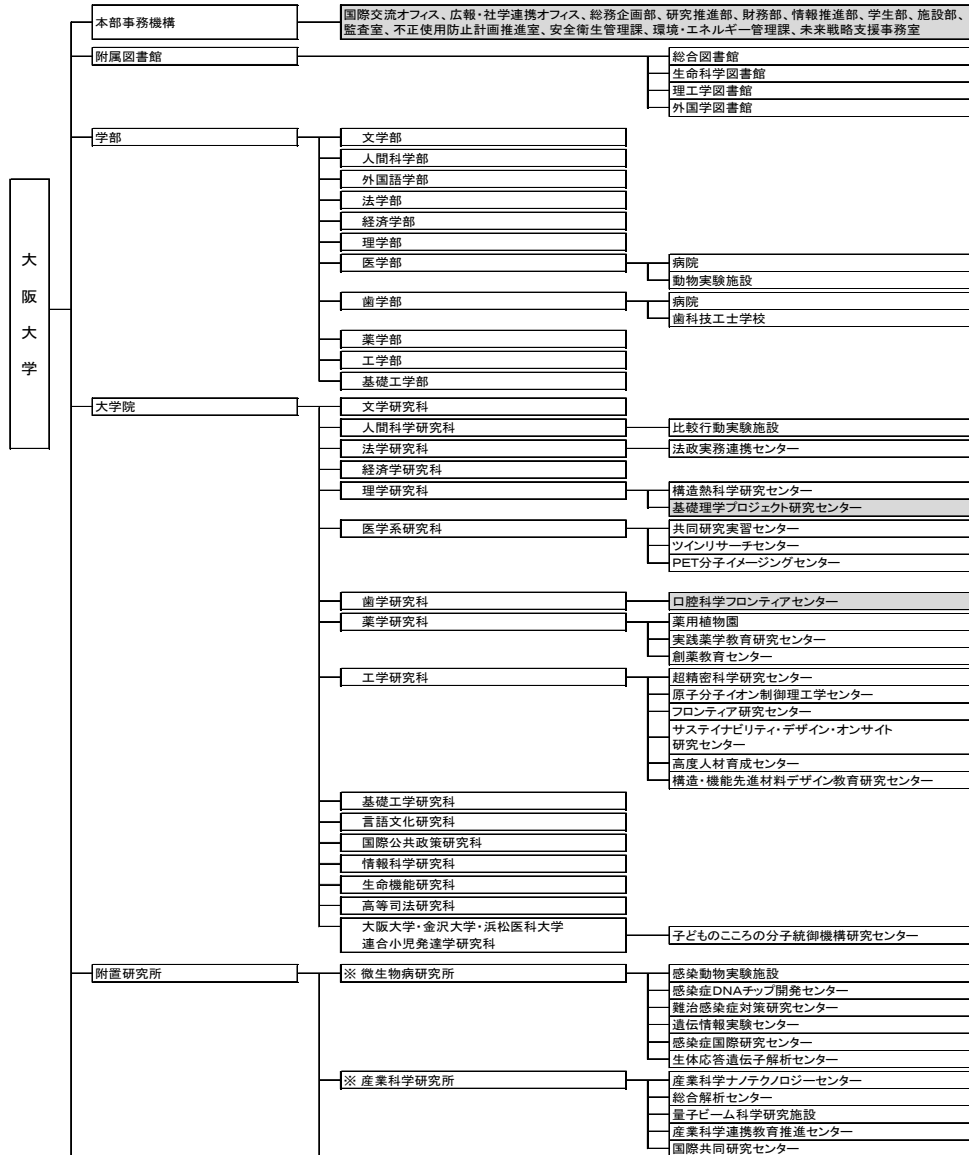 本部事務機構
国際交流オフィス、広報・社学連携オフィス、総務企画部、研究推進部、財務部、情報推進部、学生部、施設部、
監査室、不正使用防止計画推進室、安全衛生管理課、環境・エネルギー管理課、未来戦略支援事務室
附属図書館
総合図書館
生命科学図書館
理工学図書館
外国学図書館
学部
文学部
人間科学部
外国語学部
法学部
経済学部
理学部
医学部
病院
動物実験施設
歯学部
病院
歯科技工士学校
薬学部
工学部
基礎工学部
大阪大学
大学院
文学研究科
人間科学研究科
比較行動実験施設
法学研究科
法政実務連携センター
経済学研究科
理学研究科
構造熱科学研究センター
基礎理学プロジェクト研究センター
医学系研究科
共同研究実習センター
ツインリサーチセンター
PET分子イメージングセンター
歯学研究科
口腔科学フロンティアセンター
薬学研究科
薬用植物園
実践薬学教育研究センター
創薬教育センター
工学研究科
超精密科学研究センター
原子分子イオン制御理工学センター
フロンティア研究センター
サステイナビリティ・デザイン・オンサイト
研究センター
高度人材育成センター
構造・機能先進材料デザイン教育研究センター
基礎工学研究科
言語文化研究科
国際公共政策研究科
情報科学研究科
生命機能研究科
高等司法研究科
大阪大学・金沢大学・浜松医科大学
連合小児発達学研究科
子どものこころの分子統御機構研究センター
附置研究所
※ 微生物病研究所
感染動物実験施設
感染症DNAチップ開発センター
難治感染症対策研究センター
遺伝情報実験センター
感染症国際研究センター
生体応答遺伝子解析センター
※ 産業科学研究所
産業科学ナノテクノロジーセンター
総合解析センター
量子ビーム科学研究施設
産業科学連携教育推進センター
国際共同研究センター